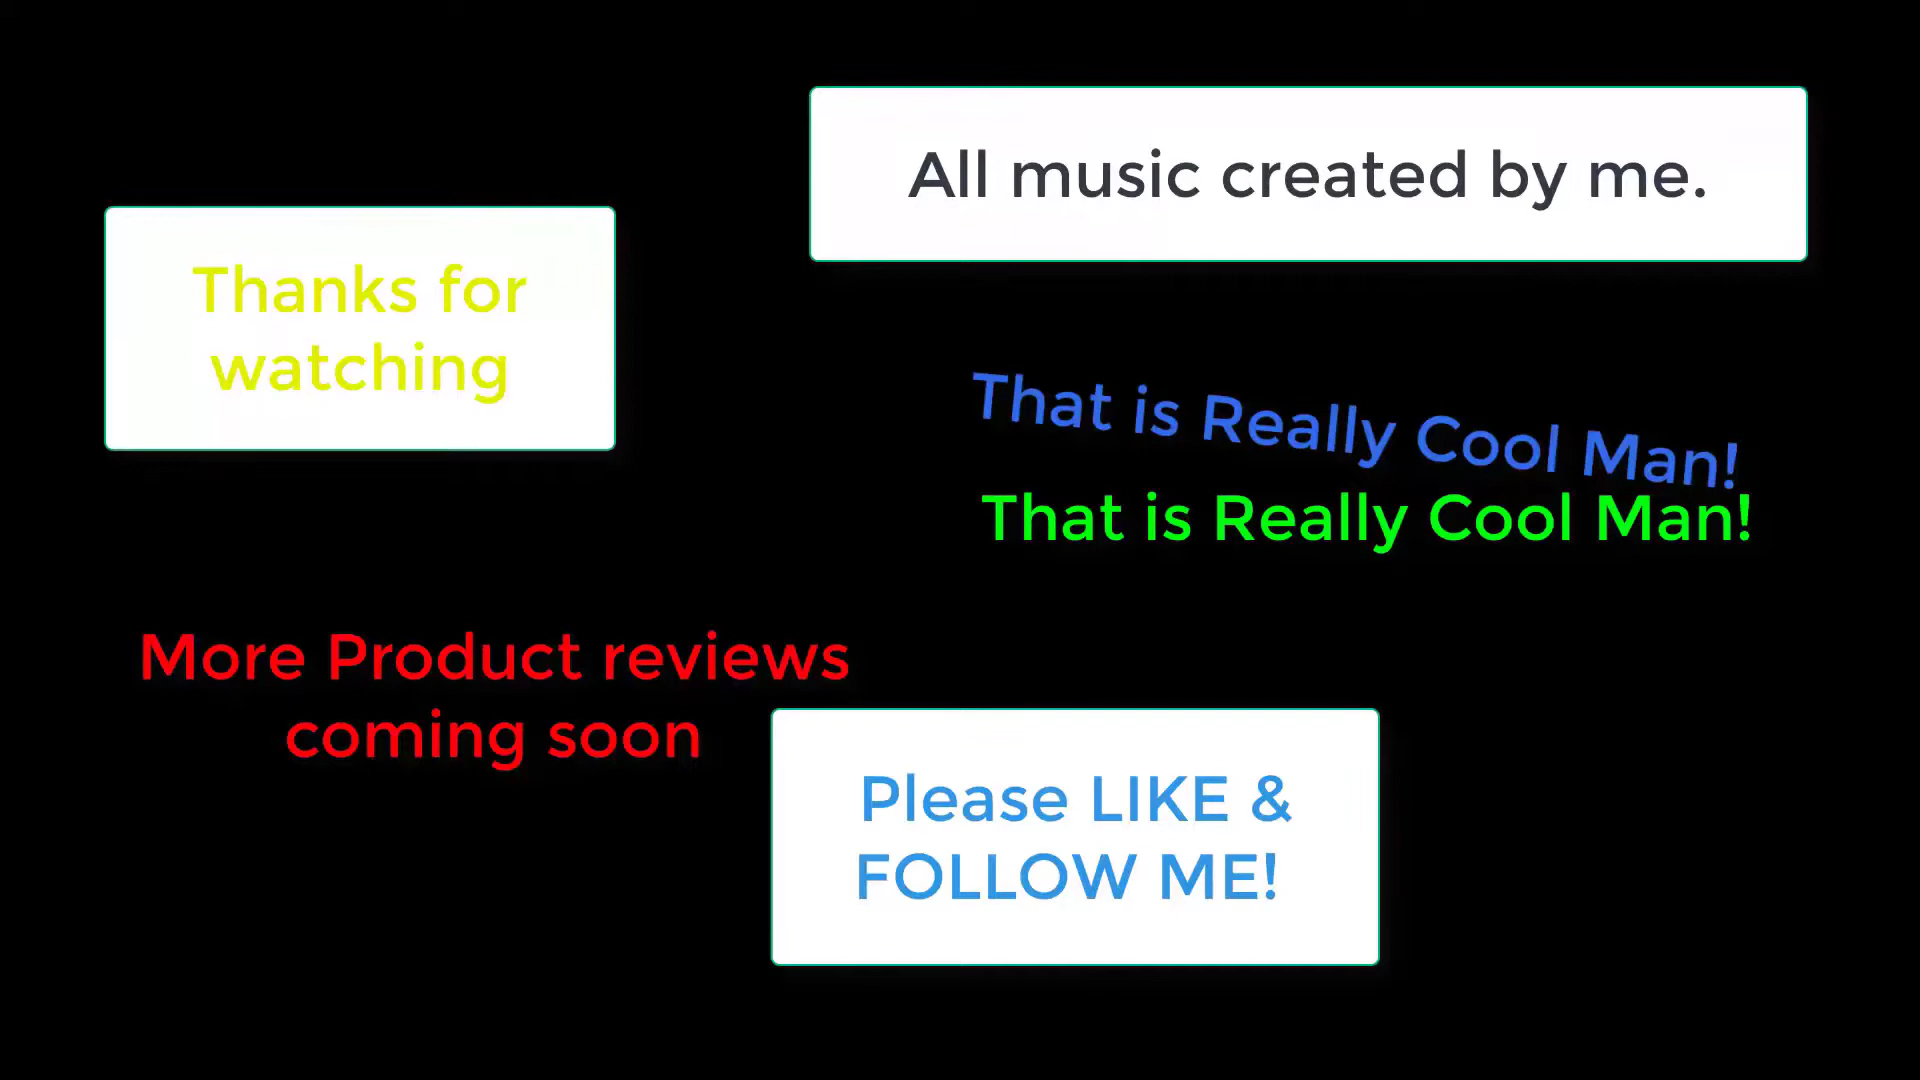 All music created by me.
Thanks for
watching
That is Really Cool Man!
That is Really Cool Man!
More Product reviews
coming soon
Please LIKE &
FOLLOW ME!